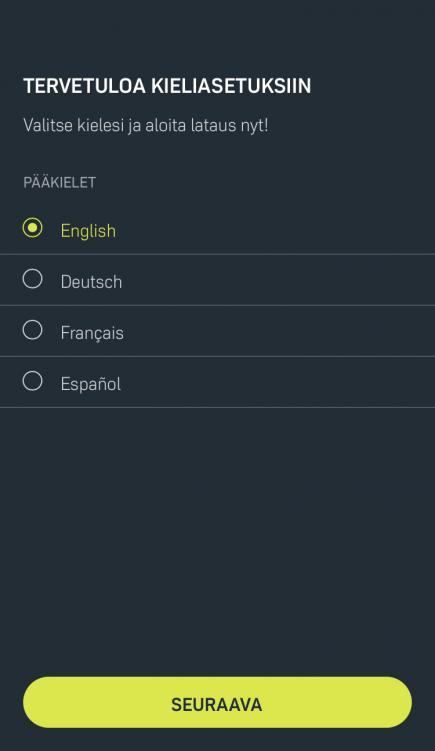 TERVETULOA KIELIASETUKSIIN
Valitse kielesi ja aloita lataus nyt!
PÄÄKIELET
English
Deutsch
Français
Español
SEURAAVA